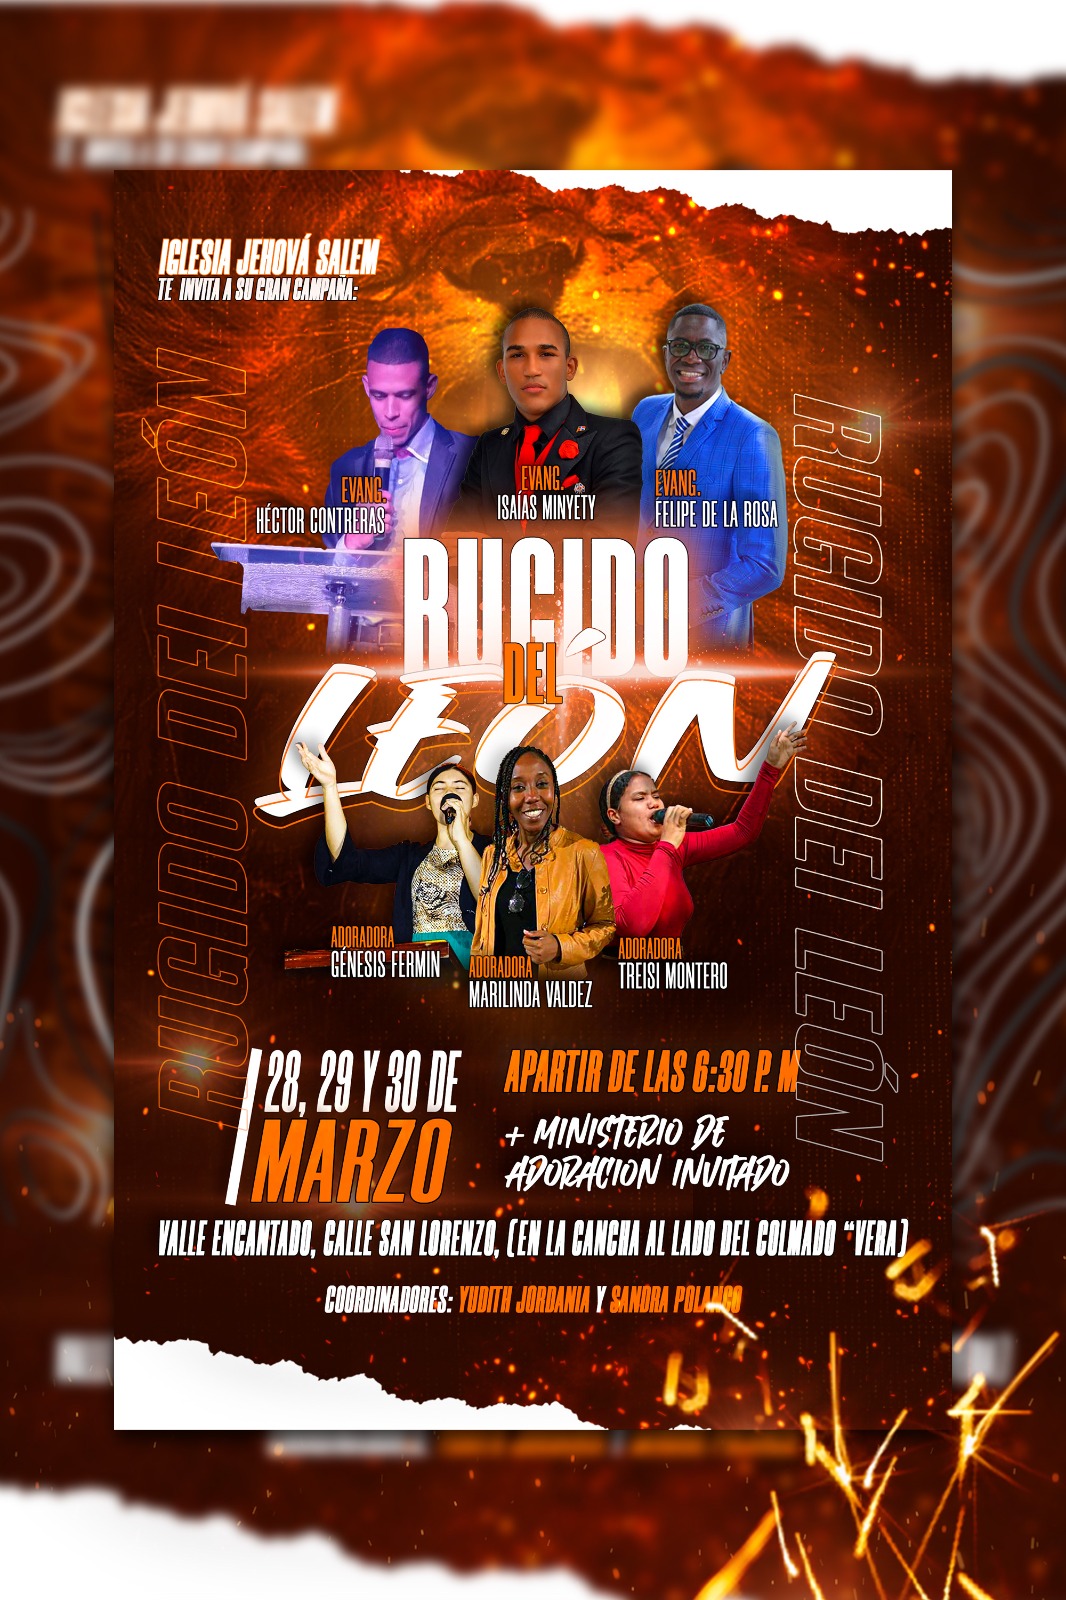 IGLESIA JEHOVÁ SALEM
TE INVITA A SU GRAN CAMPAÑA:
EVANG.
HÉCTOR CONTRERAS
EVANG.
ISAÍAS MINYETY
EVANG.
FELIPE DE LA ROSA
RUGIDO
DEL
LEÓN
RUGIDO DEL LEÓN
RUGIDO DEL LEÓN
ADORADORA
GÉNESIS FERMIN
ADORADORA
MARILINDA VALDEZ
ADORADORA
TREISI MONTERO
28, 29 Y 30 DE
MARZO
APARTIR DE LAS 6:30 P. M
+ MINISTERIO DE
ADORACION INVITADO
VALLE ENCANTADO, CALLE SAN LORENZO, (EN LA CANCHA AL LADO DEL COLMADO “VERA)
COORDINADORES: YUDITH JORDANIA Y SANDRA POLANCO